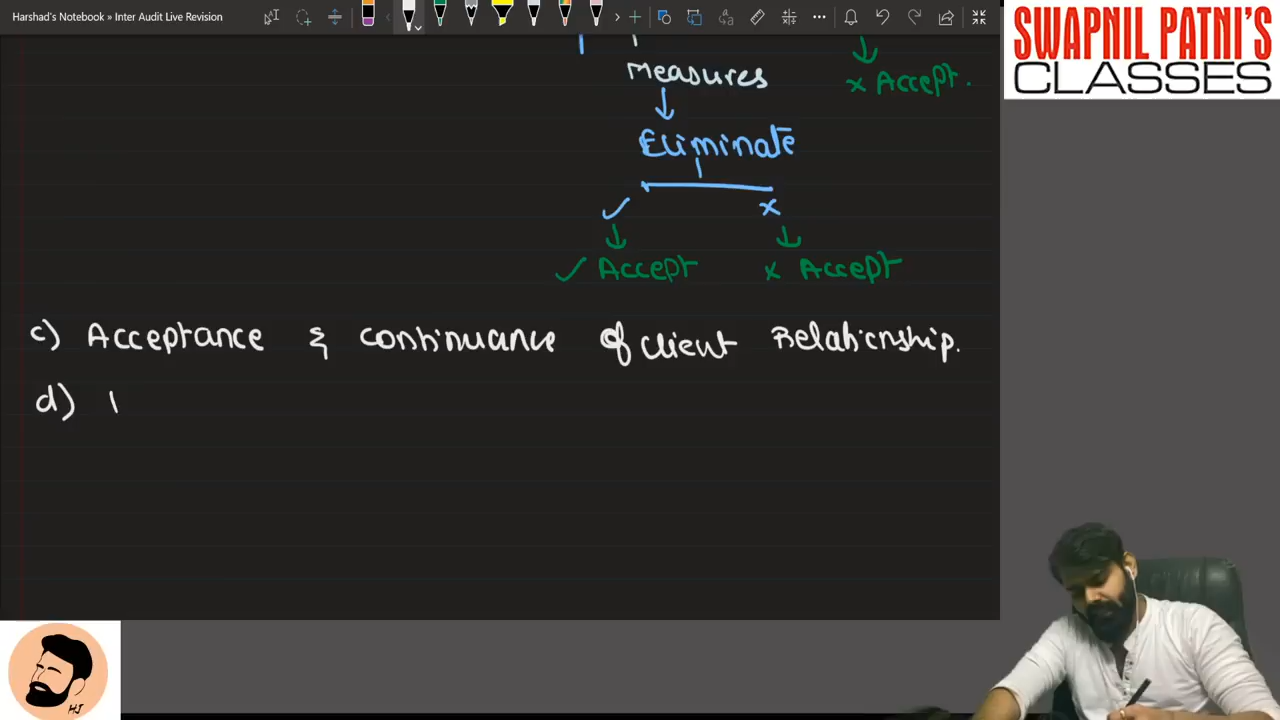 Harshad's Notebook » Inter Audit Live Revision
SWAPNIL PATNI'S
CLASSES
Measures
x Accept.
Eliminate
✓ x
✓ Accept x Accept
c) Acceptance & continuance of client Relationship.
d)
HJ